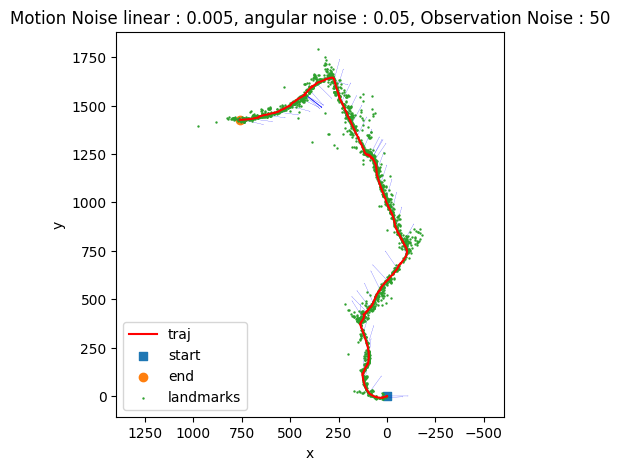 Motion Noise linear : 0.005, angular noise : 0.05, Observation Noise : 50
1750
1500
1250
1000
750
500
250
0
y
traj
start
end
landmarks
1250 1000 750 500 250 0 −250 −500
x